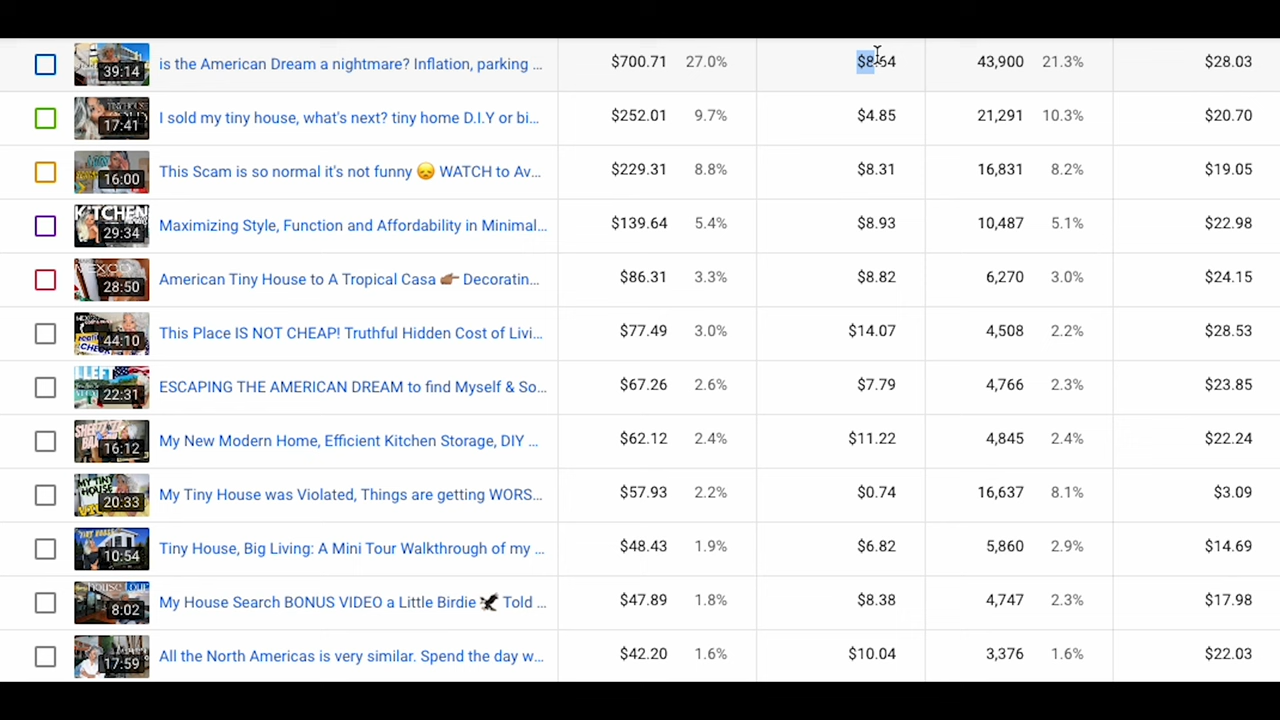 39:14 is the American Dream a nightmare? Inflation, parking ... $700.71 27.0% $8.64 43,900 21.3% $28.03
17:41 I sold my tiny house, what's next? tiny home D.I.Y or bi... $252.01 9.7% $4.85 21,291 10.3% $20.70
16:00 This Scam is so normal it's not funny 😞 WATCH to Av... $229.31 8.8% $8.31 16,831 8.2% $19.05
KITCHEN
29:34 Maximizing Style, Function and Affordability in Minimal... $139.64 5.4% $8.93 10,487 5.1% $22.98
MEXICO
28:50 American Tiny House to A Tropical Casa 👉🏾 Decoratin... $86.31 3.3% $8.82 6,270 3.0% $24.15
44:10 This Place IS NOT CHEAP! Truthful Hidden Cost of Livi... $77.49 3.0% $14.07 4,508 2.2% $28.53
I LEFT
22:31 ESCAPING THE AMERICAN DREAM to find Myself & So... $67.26 2.6% $7.79 4,766 2.3% $23.85
16:12 My New Modern Home, Efficient Kitchen Storage, DIY ... $62.12 2.4% $11.22 4,845 2.4% $22.24
MY TINY
HOUSE
20:33 My Tiny House was Violated, Things are getting WORS... $57.93 2.2% $0.74 16,637 8.1% $3.09
TINY HOUSE
10:54 Tiny House, Big Living: A Mini Tour Walkthrough of my ... $48.43 1.9% $6.82 5,860 2.9% $14.69
House Tour
8:02 My House Search BONUS VIDEO a Little Birdie 🦅 Told ... $47.89 1.8% $8.38 4,747 2.3% $17.98
17:59 All the North Americas is very similar. Spend the day w... $42.20 1.6% $10.04 3,376 1.6% $22.03